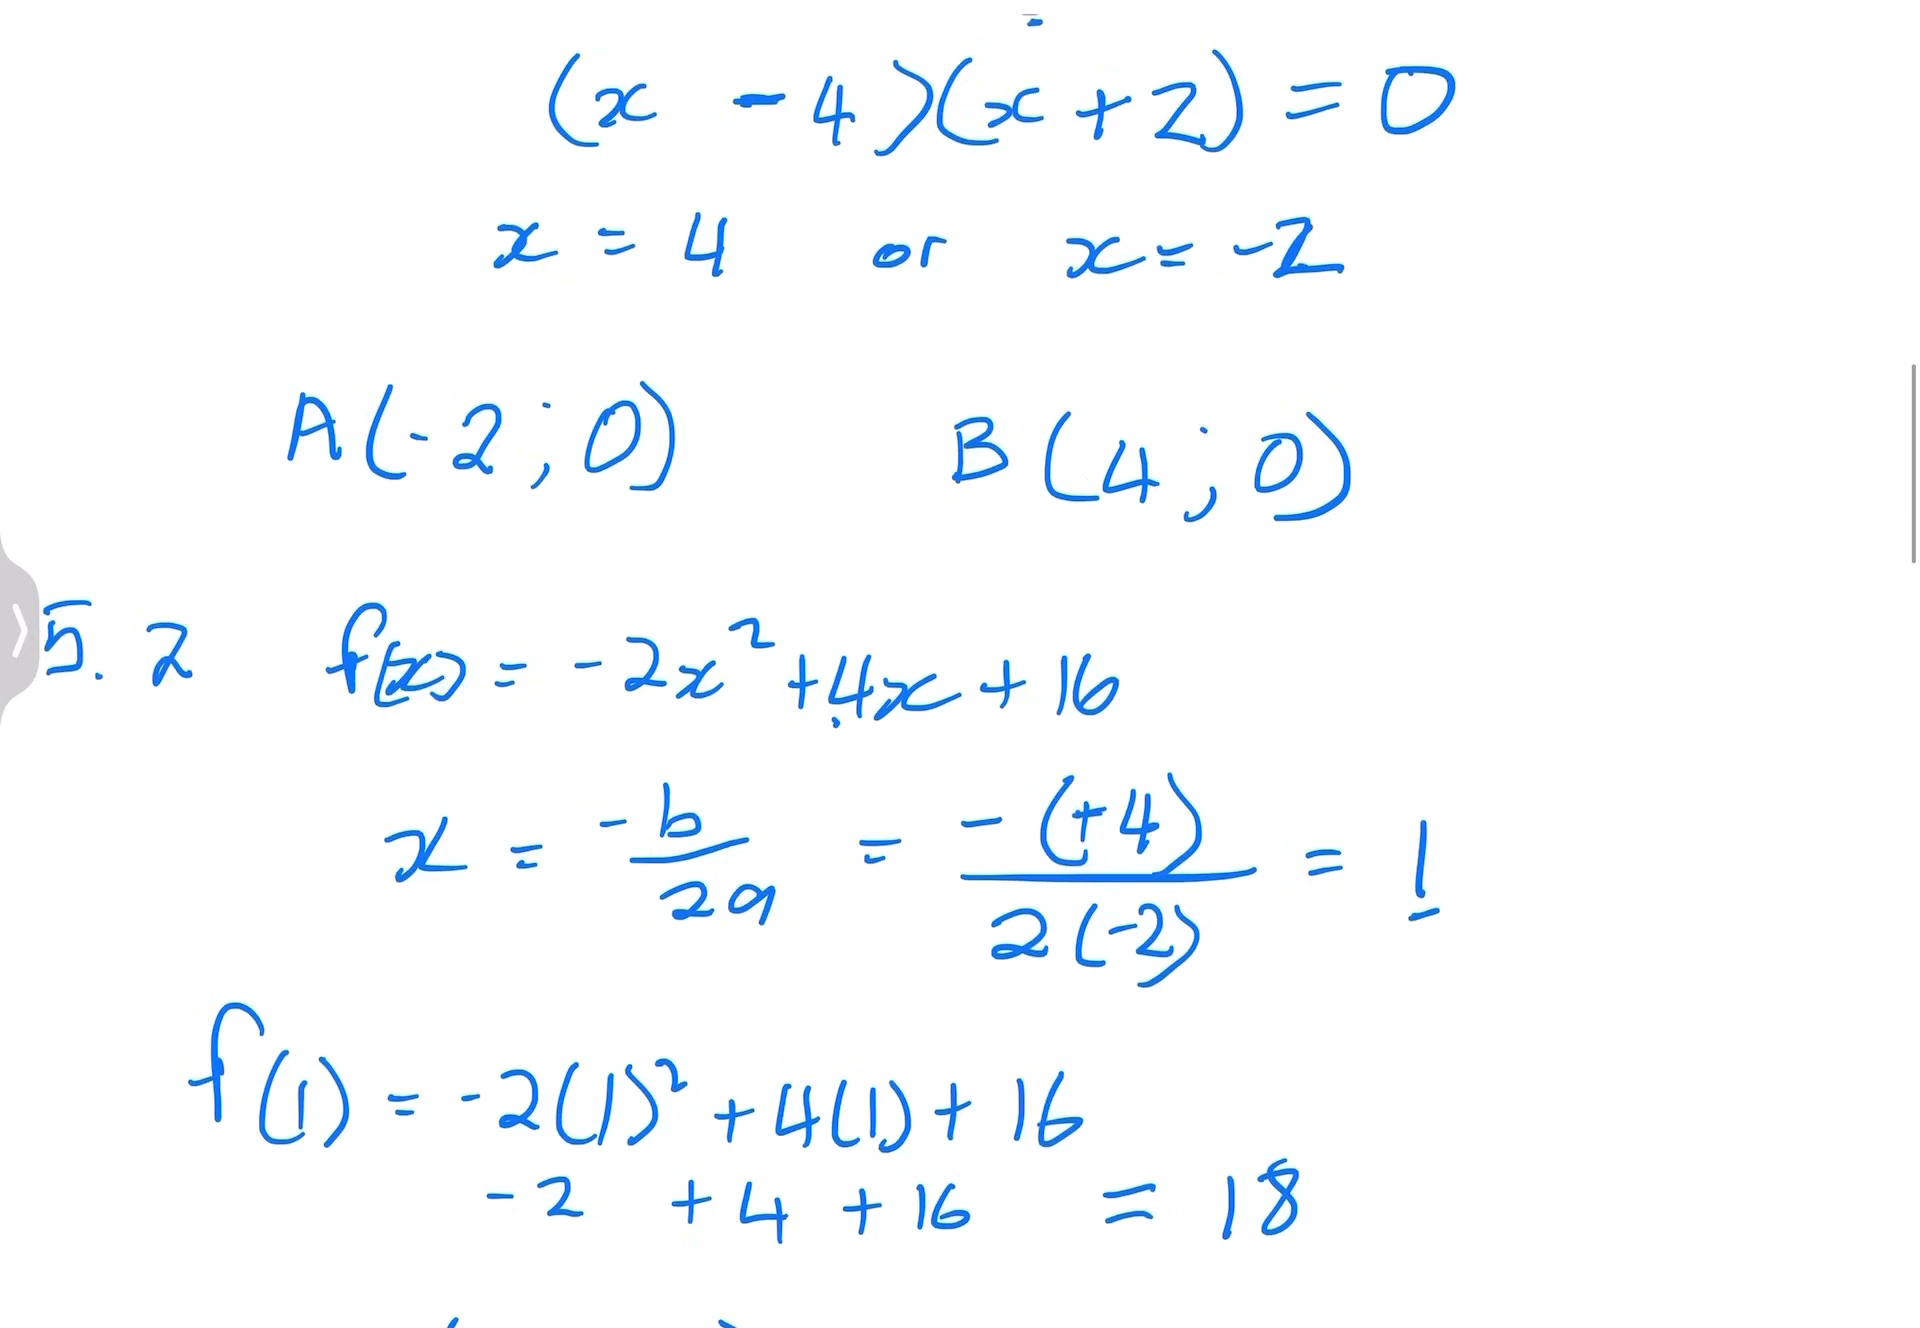 (x - 4)(x + 2) = 0
x = 4 or x = -2
A(-2 ; 0) B(4 ; 0)
5.2 f(x) = -2x² + 4x + 16
x = -b/2a = -(+4)/2(-2) = 1
f(1) = -2(1)² + 4(1) + 16
-2 + 4 + 16 = 18